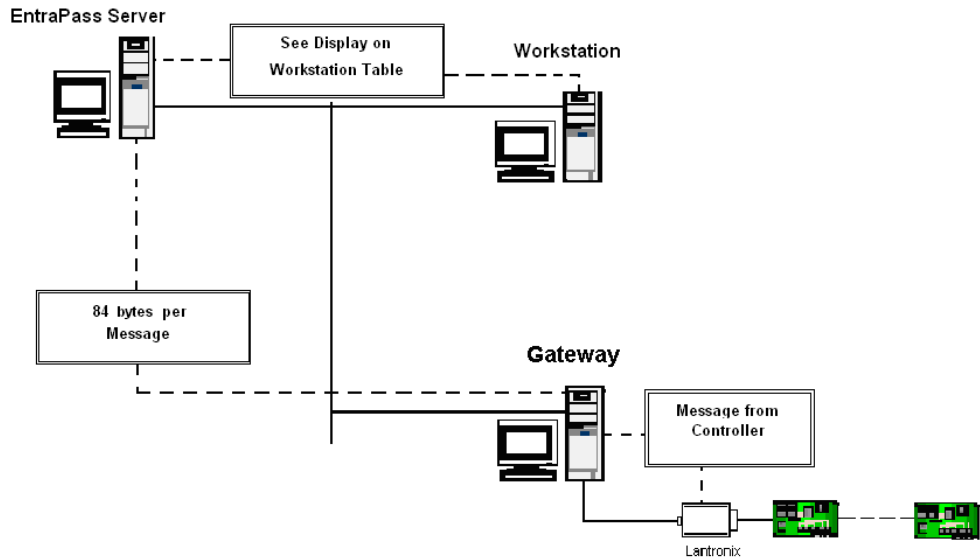 EntraPass Server
See Display on
Workstation Table
Workstation
84 bytes per
Message
Gateway
Message from
Controller
Lantronix